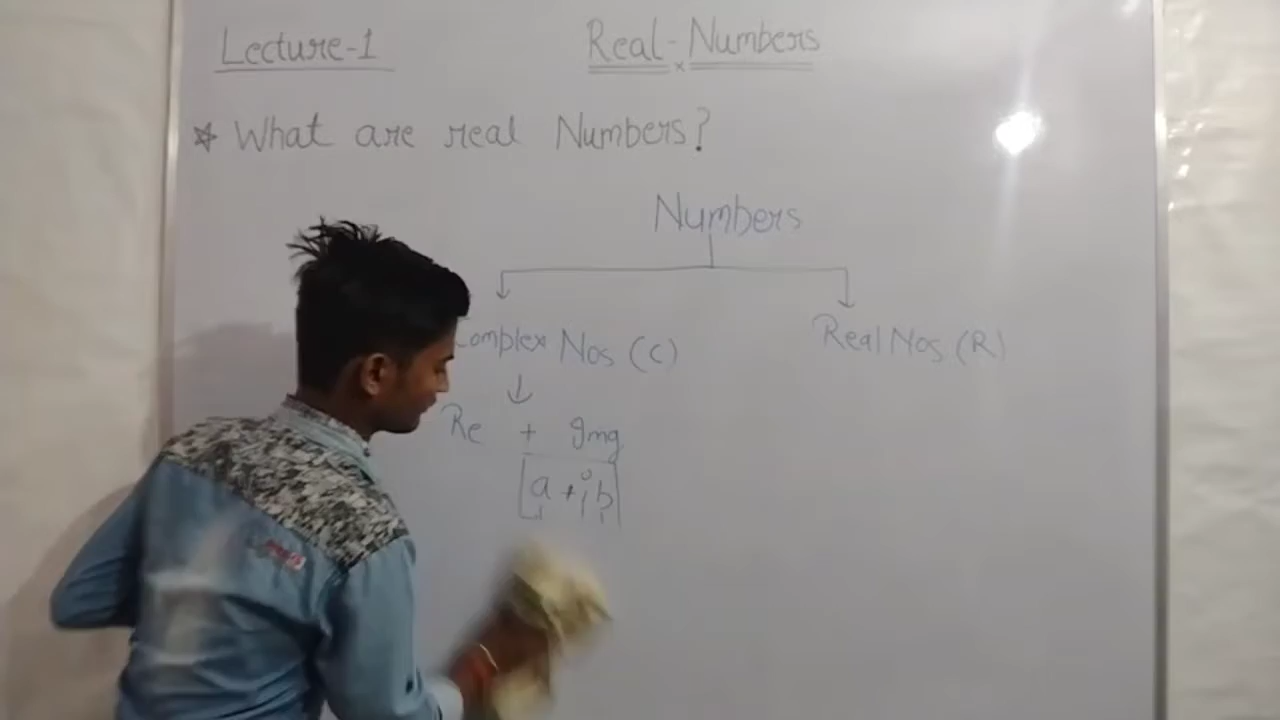 Lecture-1
Real-Numbers
☆ What are real Numbers?
Numbers
Complex Nos (C)
Real Nos (R)
↓
Re + Img
a + ib